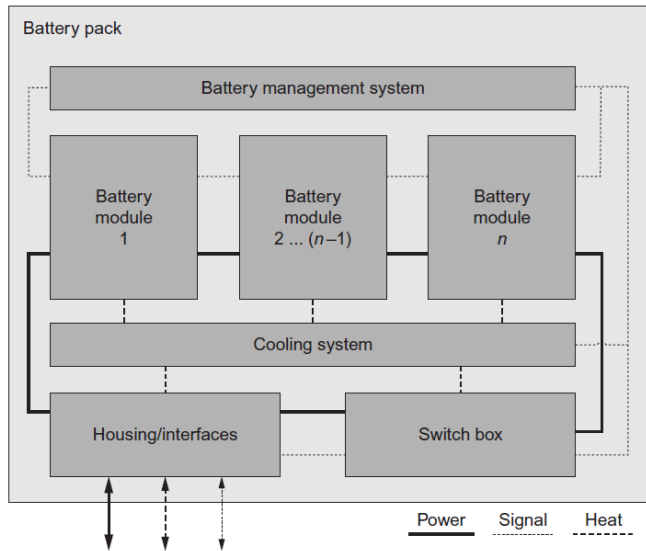 Battery pack
Battery management system
Battery
module
1
Battery
module
2 ... (n–1)
Battery
module
n
Cooling system
Housing/interfaces
Switch box
Power
Signal
Heat